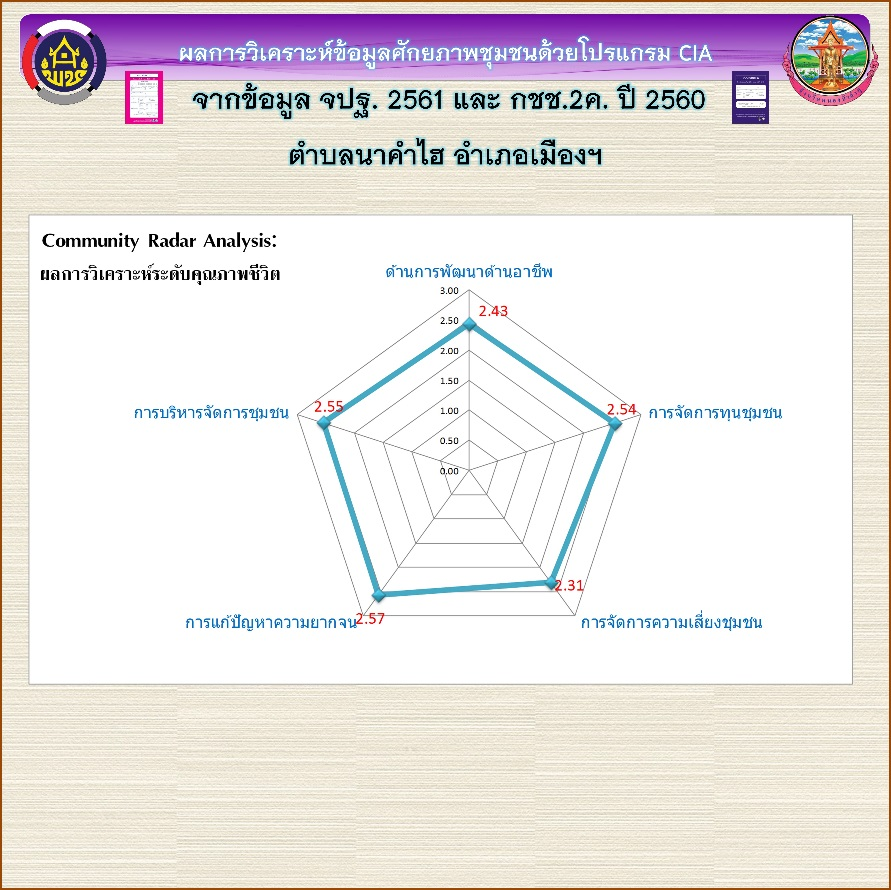 ผลการวิเคราะห์ข้อมูลศักยภาพชุมชนด้วยโปรแกรม CIA
จากข้อมูล จปฐ. 2561 และ กชช.2ค. ปี 2560
ตำบลนาคำไฮ อำเภอเมืองฯ
Community Radar Analysis:
ผลการวิเคราะห์ระดับคุณภาพชีวิต
ด้านการพัฒนาด้านอาชีพ
3.00
2.43
2.50
2.00
1.50
1.00
0.50
0.00
การบริหารจัดการชุมชน
2.55
2.54
การจัดการทุนชุมชน
2.31
การแก้ปัญหาความยากจน
2.57
การจัดการความเสี่ยงชุมชน